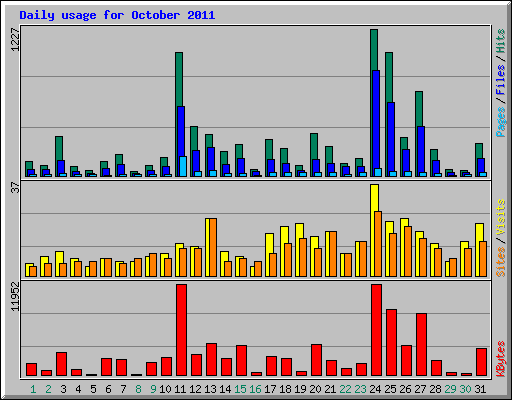 Daily usage for October 2011
1227
Pages / Files / Hits
37
Sites / Visits
11952
KBytes
1 2 3 4 5 6 7 8 9 10 11 12 13 14 15 16 17 18 19 20 21 22 23 24 25 26 27 28 29 30 31